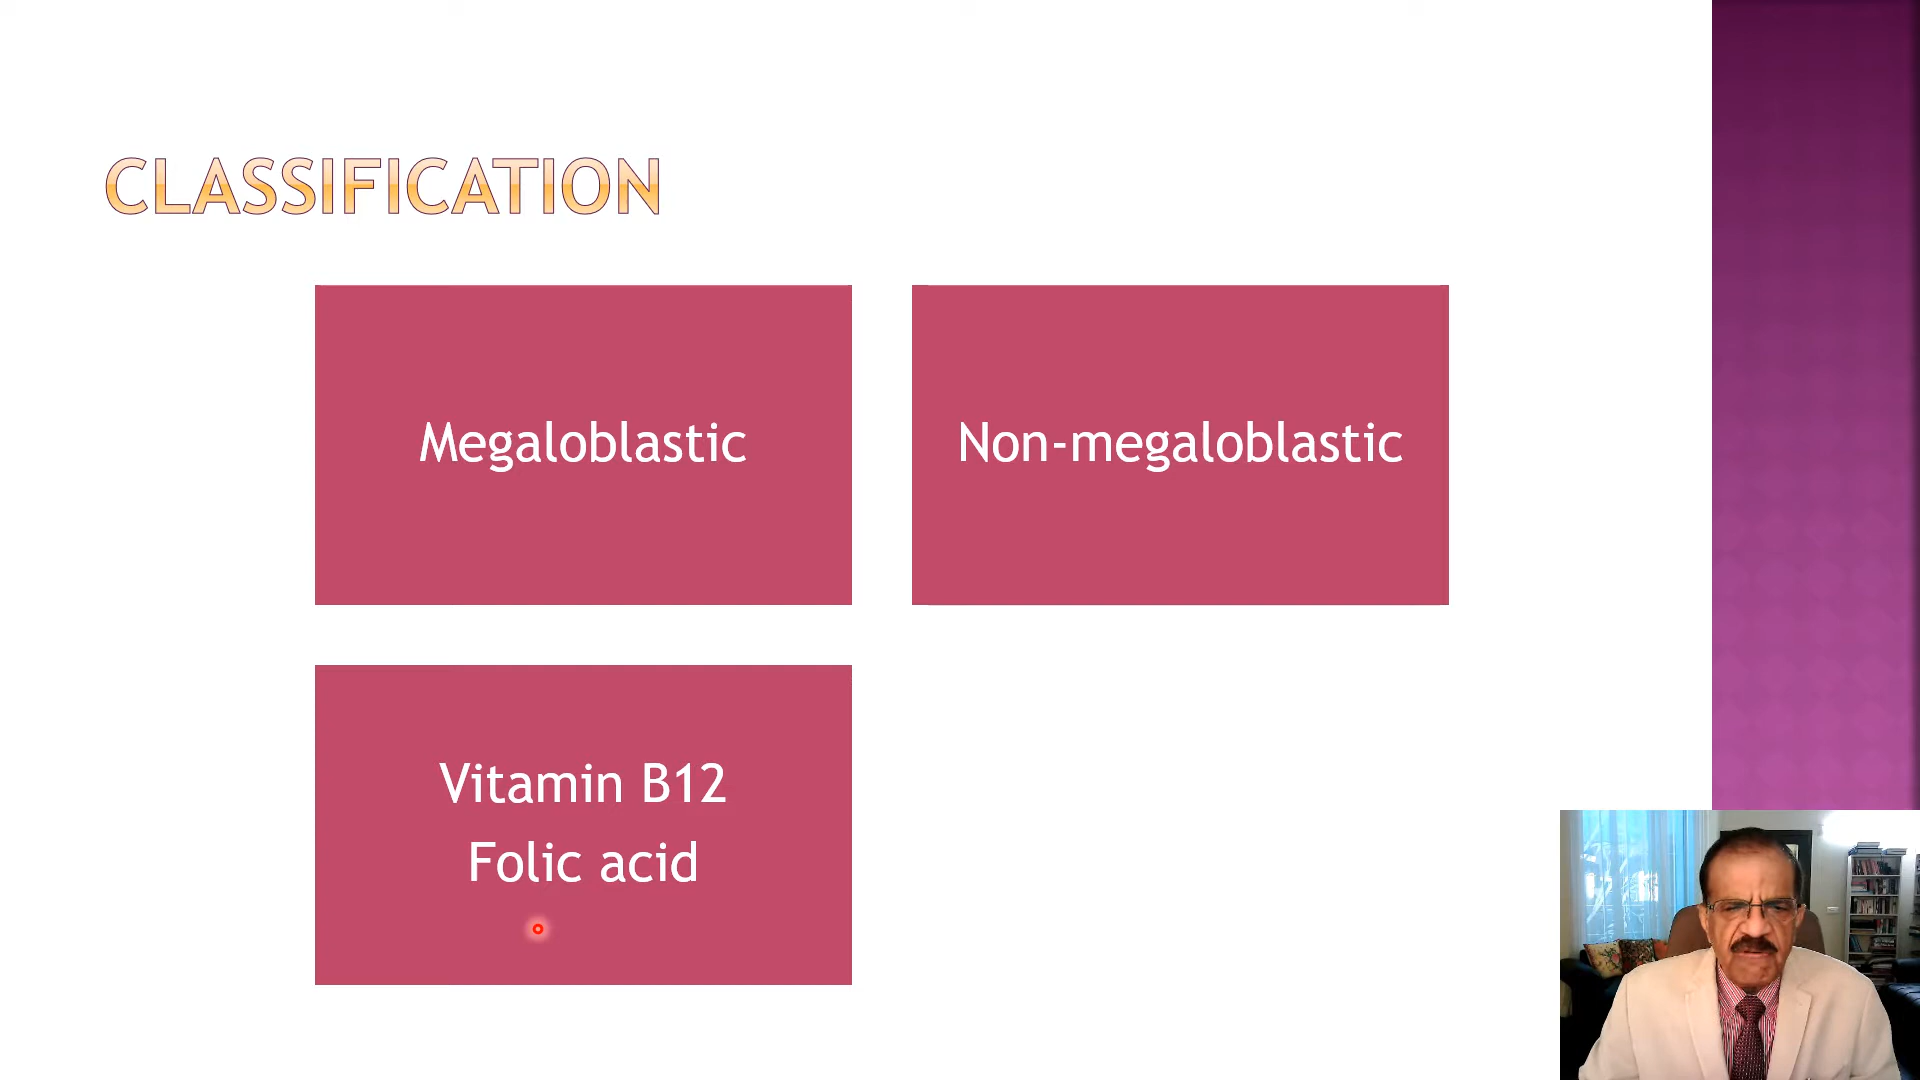 CLASSIFICATION
Megaloblastic
Non-megaloblastic
Vitamin B12
Folic acid